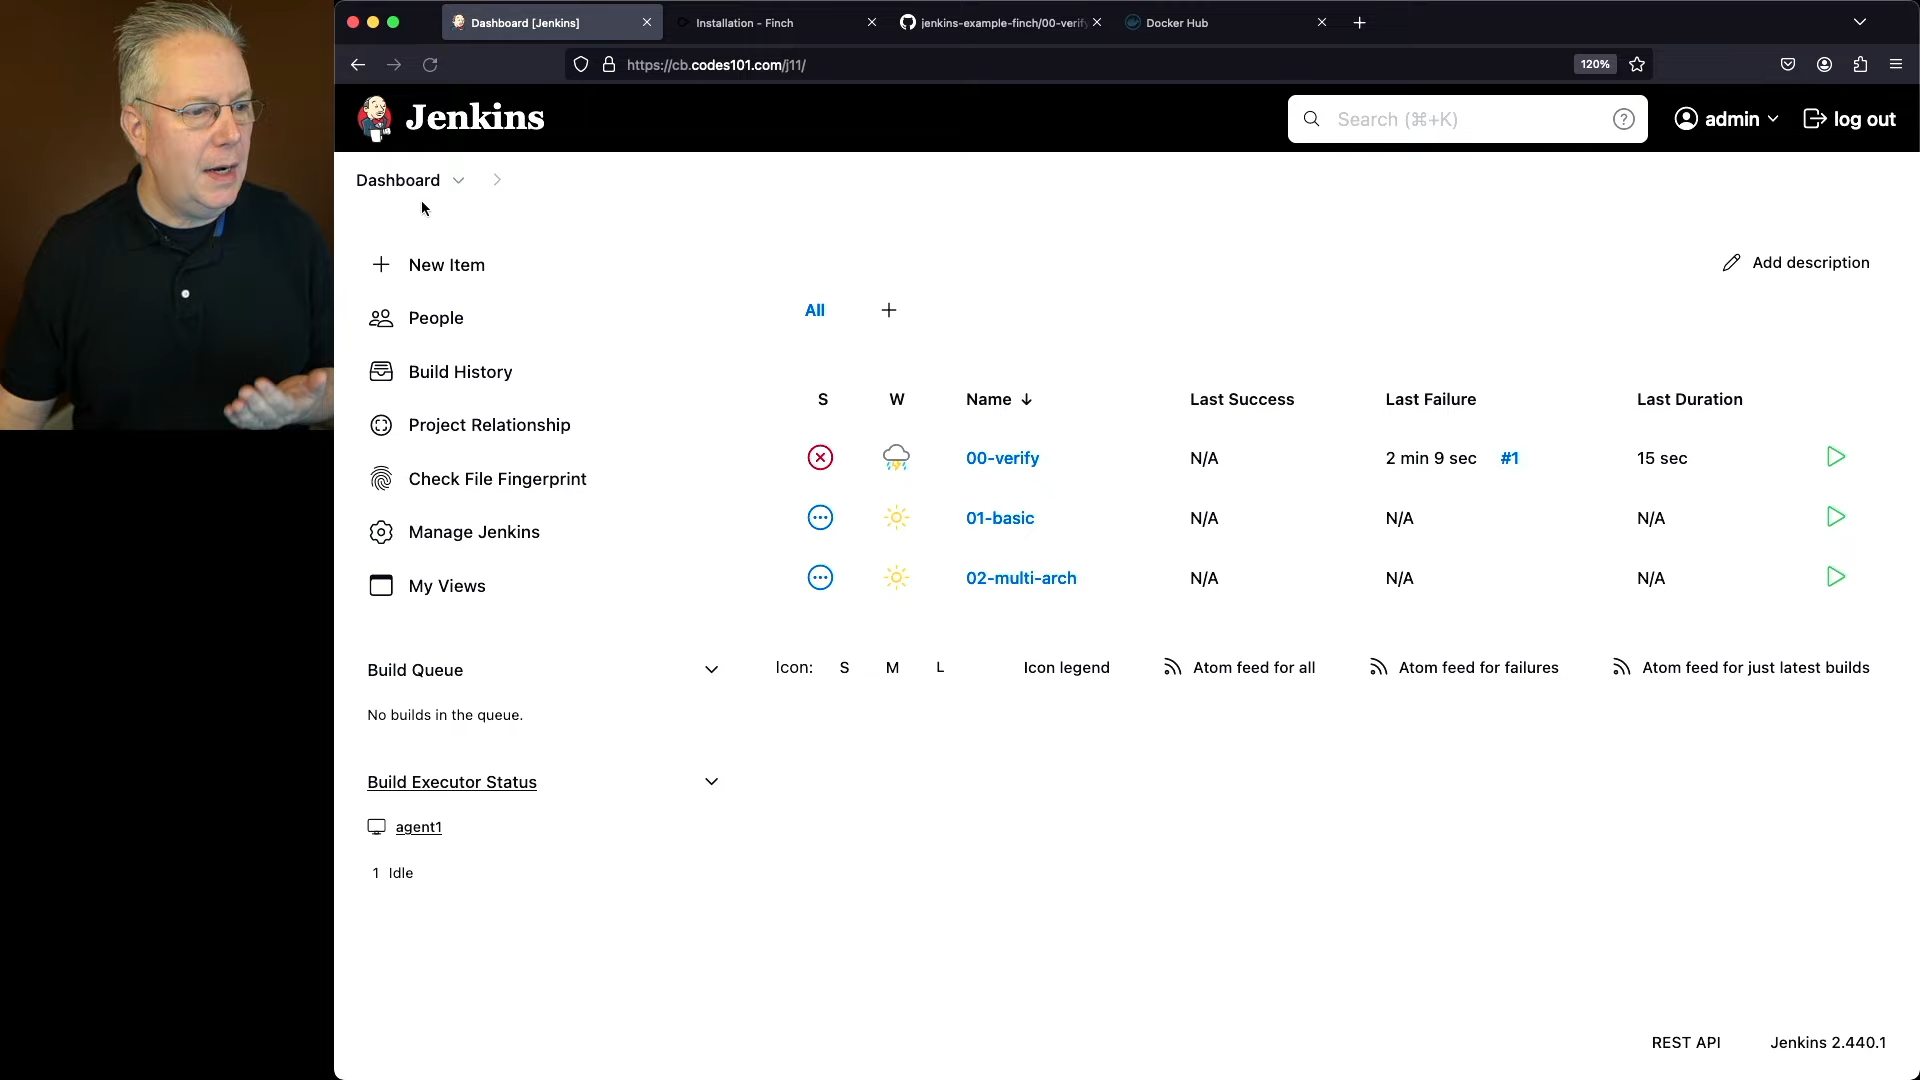 Dashboard [Jenkins]
Installation - Finch
jenkins-example-finch/00-verify
Docker Hub
https://cb.codes101.com/j11/
120%
Jenkins
Search (⌘+K)
?
admin
log out
Dashboard
New Item
Add description
People
All
Build History
S W Name ↓ Last Success Last Failure Last Duration
Project Relationship
00-verify N/A 2 min 9 sec #1 15 sec
Check File Fingerprint
01-basic N/A N/A N/A
Manage Jenkins
02-multi-arch N/A N/A N/A
My Views
Build Queue
Icon: S M L Icon legend Atom feed for all Atom feed for failures Atom feed for just latest builds
No builds in the queue.
Build Executor Status
agent1
1 Idle
REST API Jenkins 2.440.1